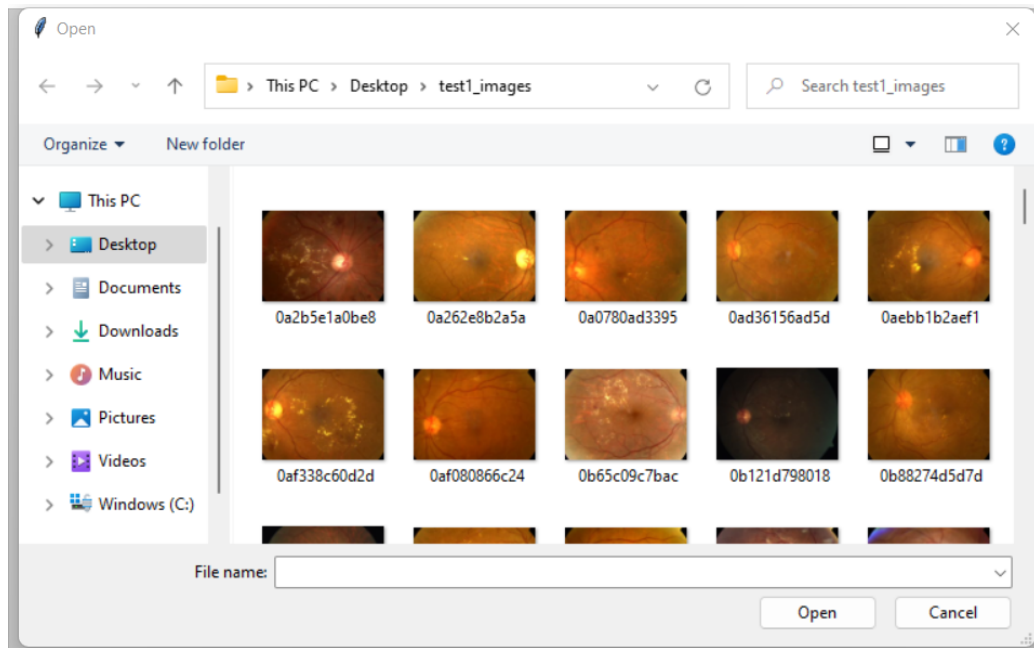 Open
This PC > Desktop > test1_images
Search test1_images
Organize
New folder
?
This PC
Desktop
Documents
Downloads
Music
Pictures
Videos
Windows (C:)
0a2b5e1a0be8
0a262e8b2a5a
0a0780ad3395
0ad36156ad5d
0aebb1b2aef1
0af338c60d2d
0af080866c24
0b65c09c7bac
0b121d798018
0b88274d5d7d
File name:
Open
Cancel